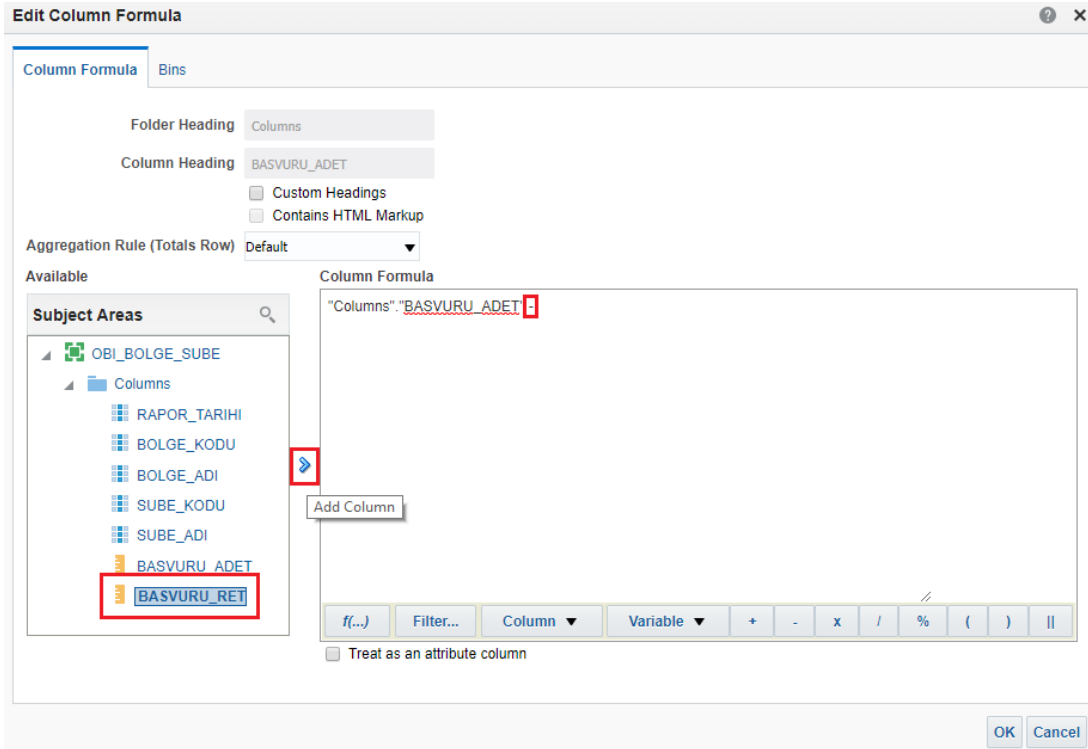 Edit Column Formula
Column Formula
Bins
Folder Heading
Columns
Column Heading
BASVURU_ADET
Custom Headings
Contains HTML Markup
Aggregation Rule (Totals Row)
Default
Available
Column Formula
Subject Areas
"Columns"."BASVURU_ADET" -
OBI_BOLGE_SUBE
Columns
RAPOR_TARIHI
BOLGE_KODU
BOLGE_ADI
SUBE_KODU
Add Column
SUBE_ADI
BASVURU_ADET
BASVURU_RET
f(...) Filter... Column Variable + - x / % ( ) ||
Treat as an attribute column
OK Cancel